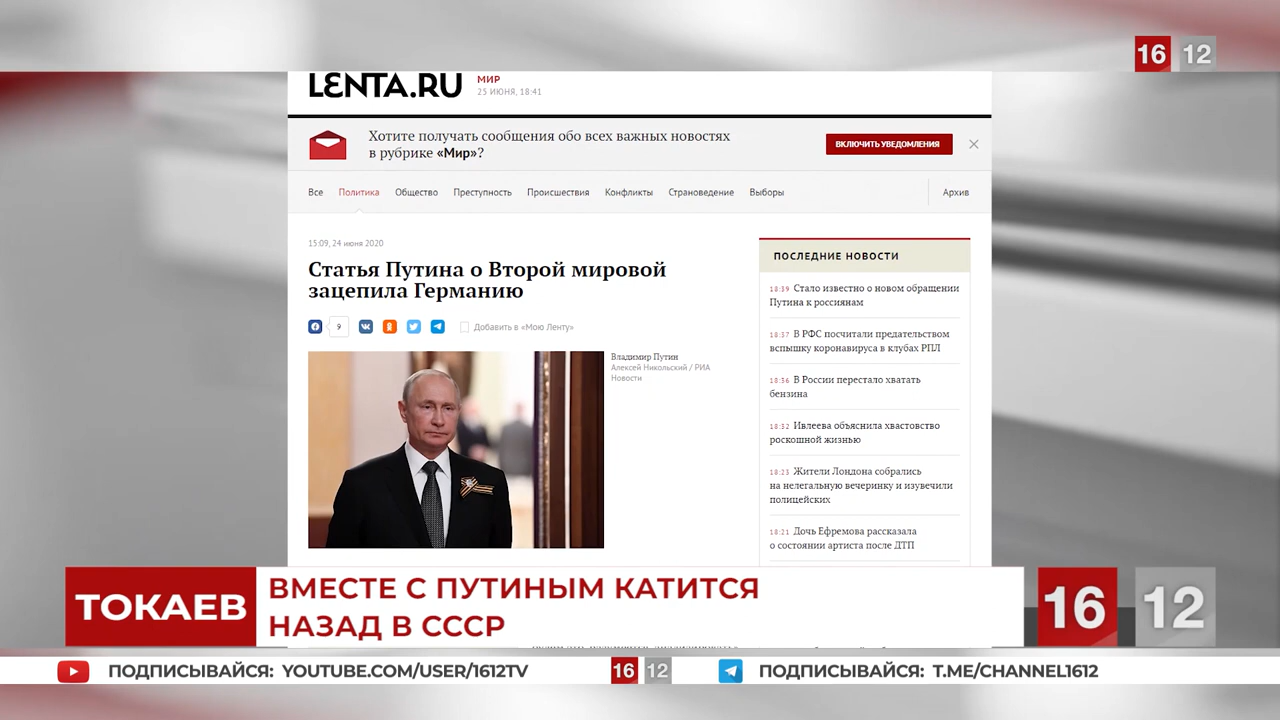 16 12
LENTA.RU
МИР
25 ИЮНЯ, 18:41
Хотите получать сообщения обо всех важных новостях
в рубрике «Мир»?
ВКЛЮЧИТЬ УВЕДОМЛЕНИЯ
Все Политика Общество Преступность Происшествия Конфликты Страноведение Выборы Архив
15:09, 24 июня 2020
Статья Путина о Второй мировой
зацепила Германию
9
Добавить в «Мою Ленту»
Владимир Путин
Алексей Никольский / РИА
Новости
ПОСЛЕДНИЕ НОВОСТИ
18:39 Стало известно о новом обращении
Путина к россиянам
18:37 В РФС посчитали предательством
вспышку коронавируса в клубах РПЛ
18:36 В России перестало хватать
бензина
18:32 Ивлеева объяснила хвастовство
роскошной жизнью
18:23 Жители Лондона собрались
на нелегальную вечеринку и изувечили
полицейских
18:21 Дочь Ефремова рассказала
о состоянии артиста после ДТП
ТОКАЕВ
ВМЕСТЕ С ПУТИНЫМ КАТИТСЯ
НАЗАД В СССР
16 12
ПОДПИСЫВАЙСЯ: YOUTUBE.COM/USER/1612TV
16 12
ПОДПИСЫВАЙСЯ: T.ME/CHANNEL1612